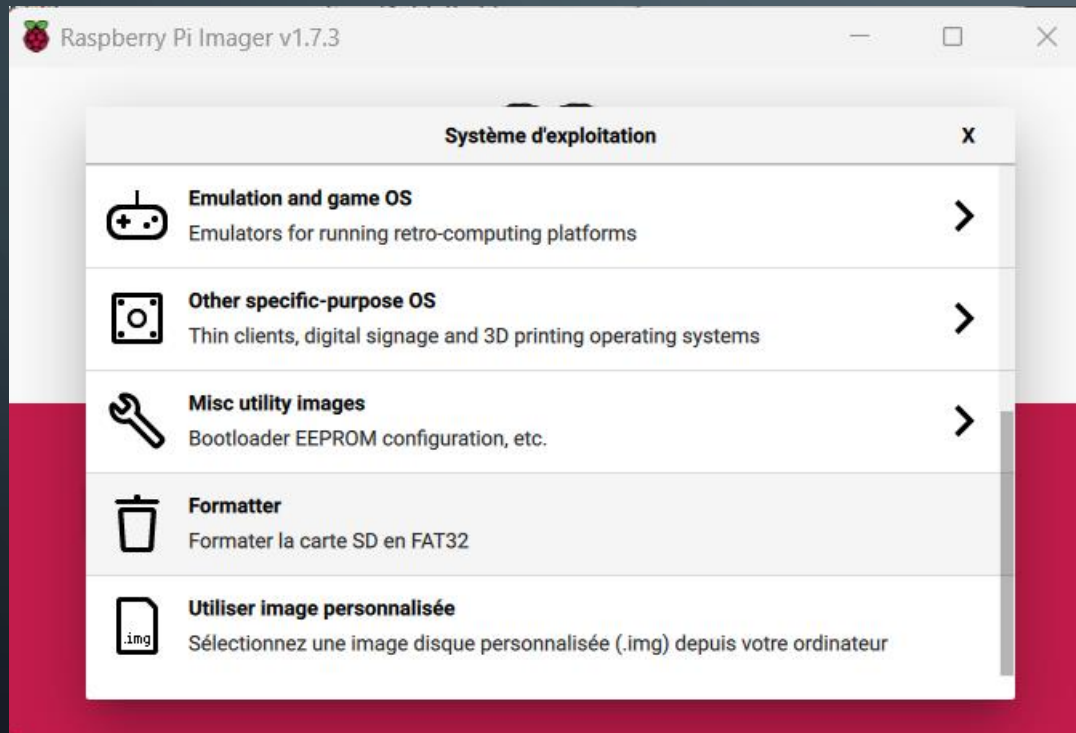 Raspberry Pi Imager v1.7.3
Système d'exploitation
X
Emulation and game OS
Emulators for running retro-computing platforms
Other specific-purpose OS
Thin clients, digital signage and 3D printing operating systems
Misc utility images
Bootloader EEPROM configuration, etc.
Formatter
Formater la carte SD en FAT32
Utiliser image personnalisée
.img
Sélectionnez une image disque personnalisée (.img) depuis votre ordinateur